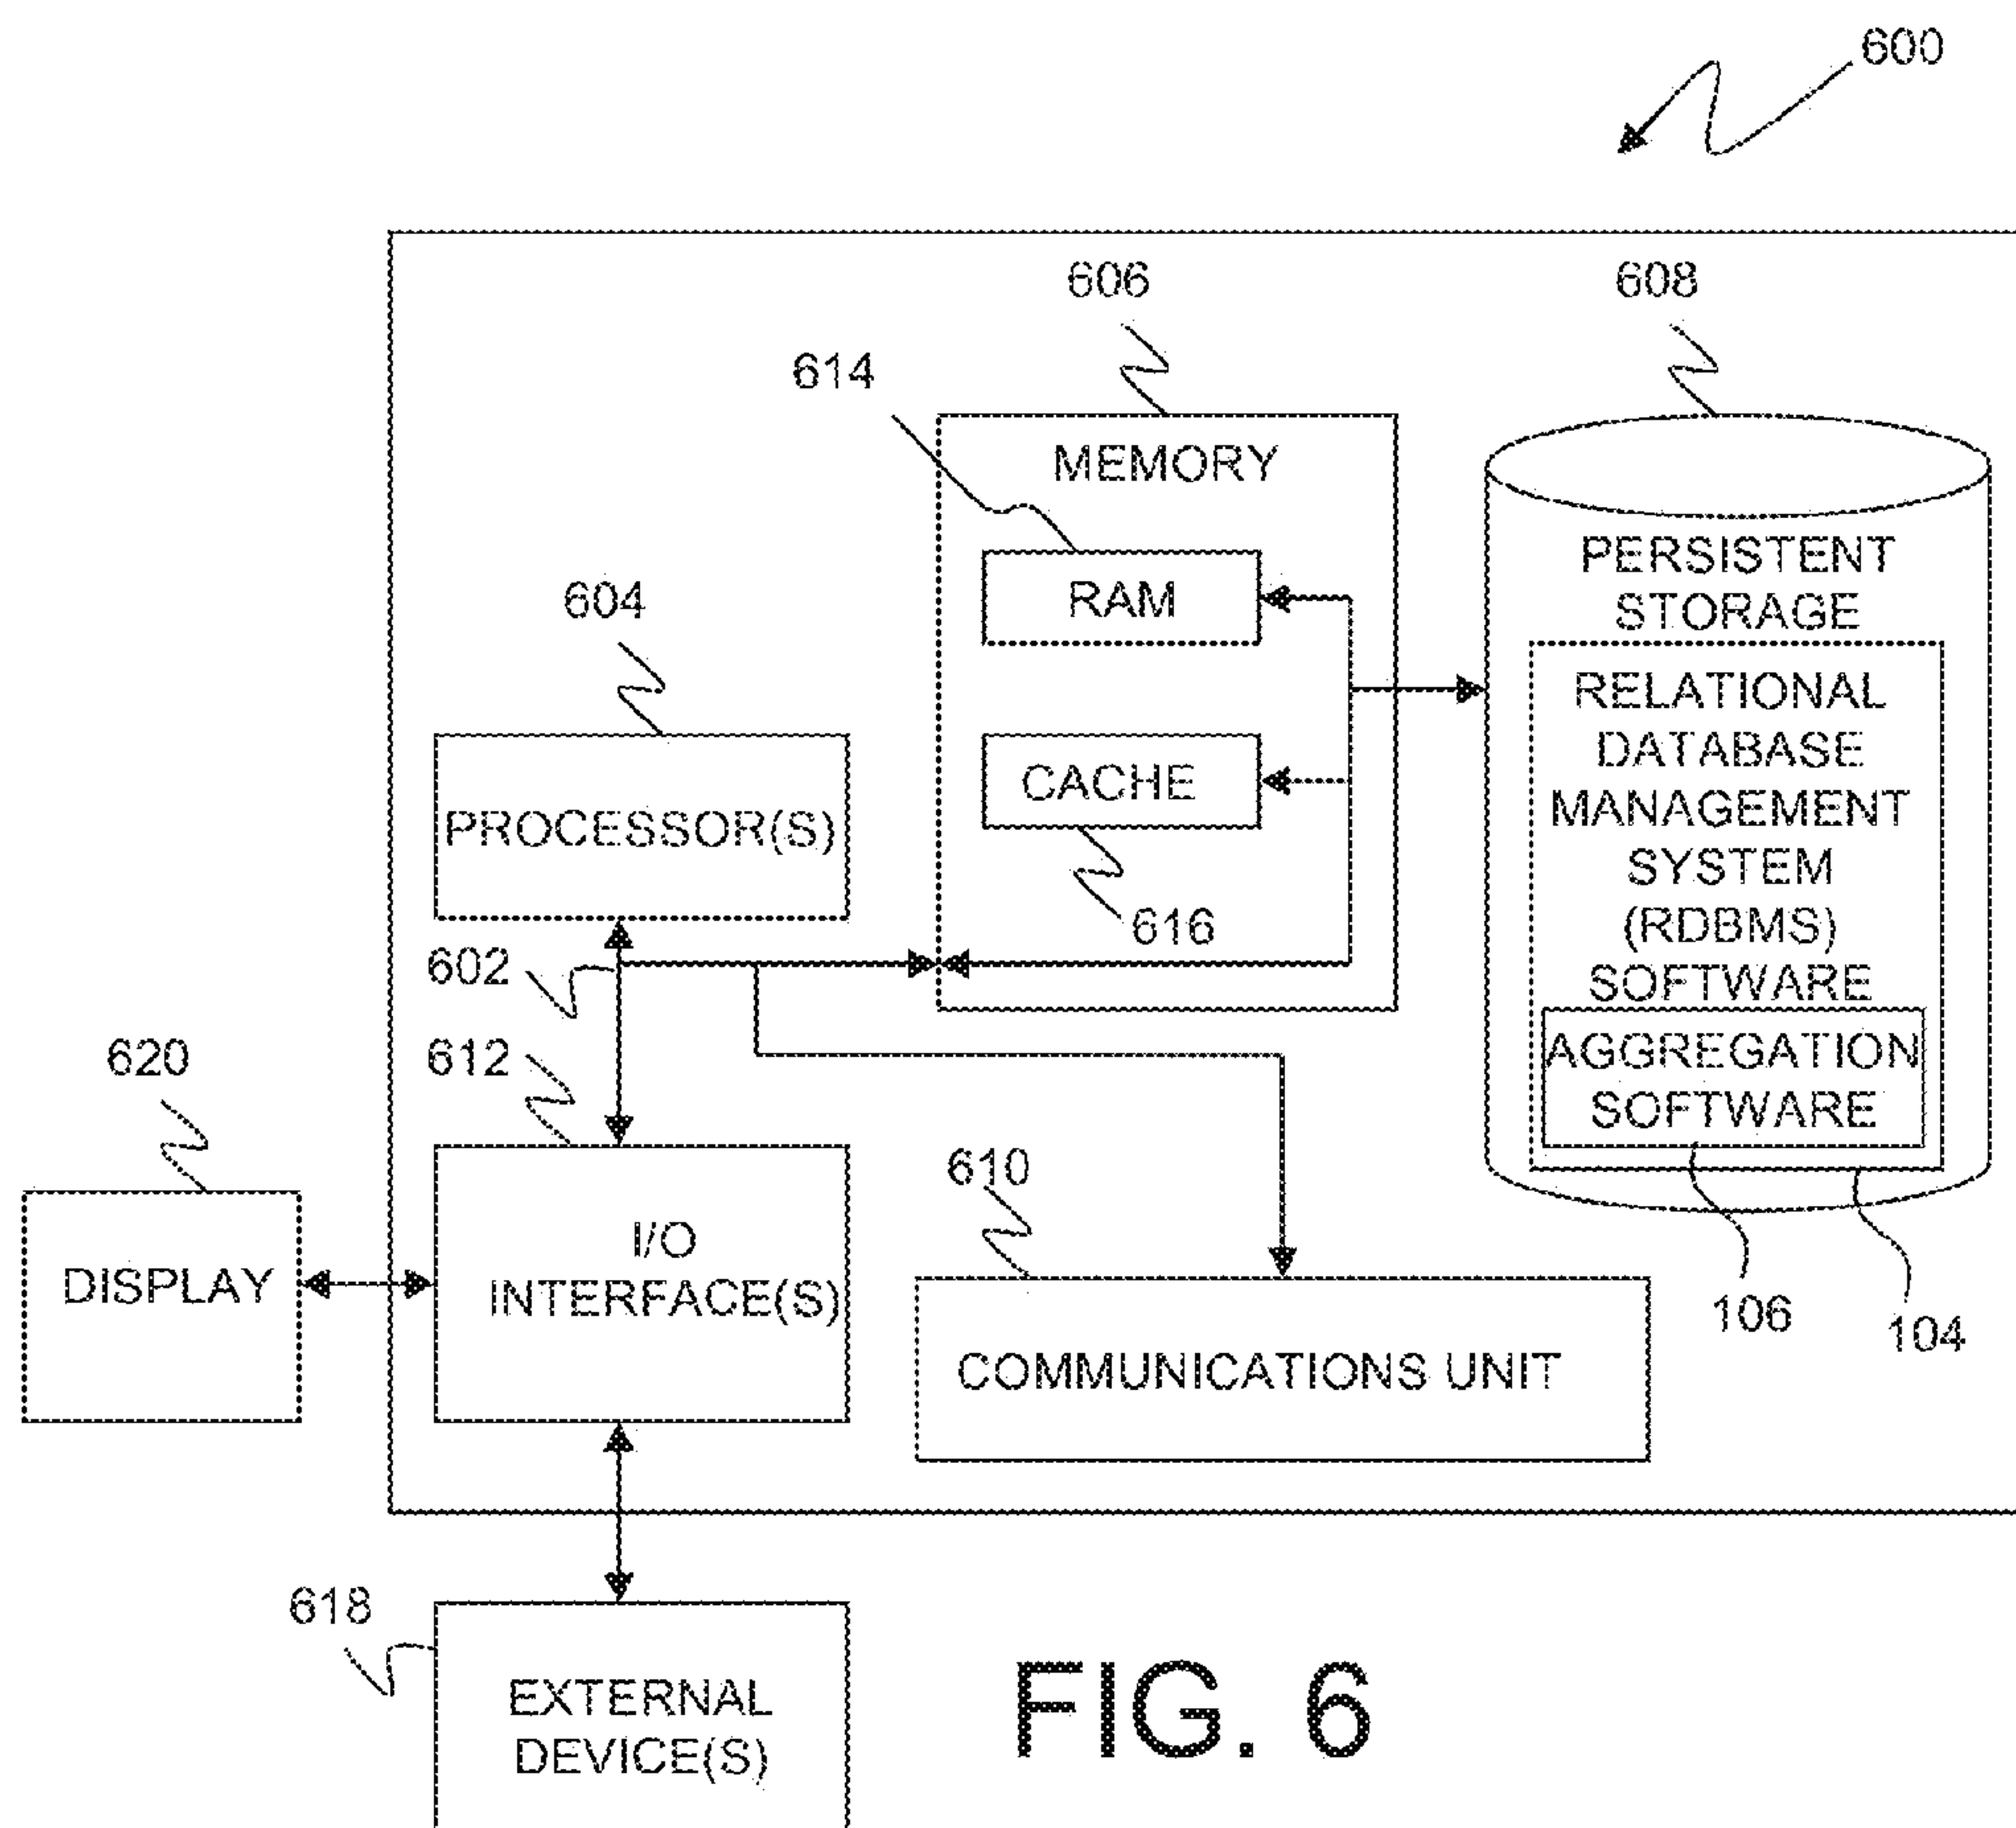 600
606
608
614
MEMORY
RAM
PERSISTENT
STORAGE
604
RELATIONAL
DATABASE
MANAGEMENT
SYSTEM
(RDBMS)
SOFTWARE
CACHE
PROCESSOR(S)
616
602
612
AGGREGATION
SOFTWARE
620
610
I/O
INTERFACE(S)
DISPLAY
106
104
COMMUNICATIONS UNIT
618
EXTERNAL
DEVICE(S)
FIG. 6